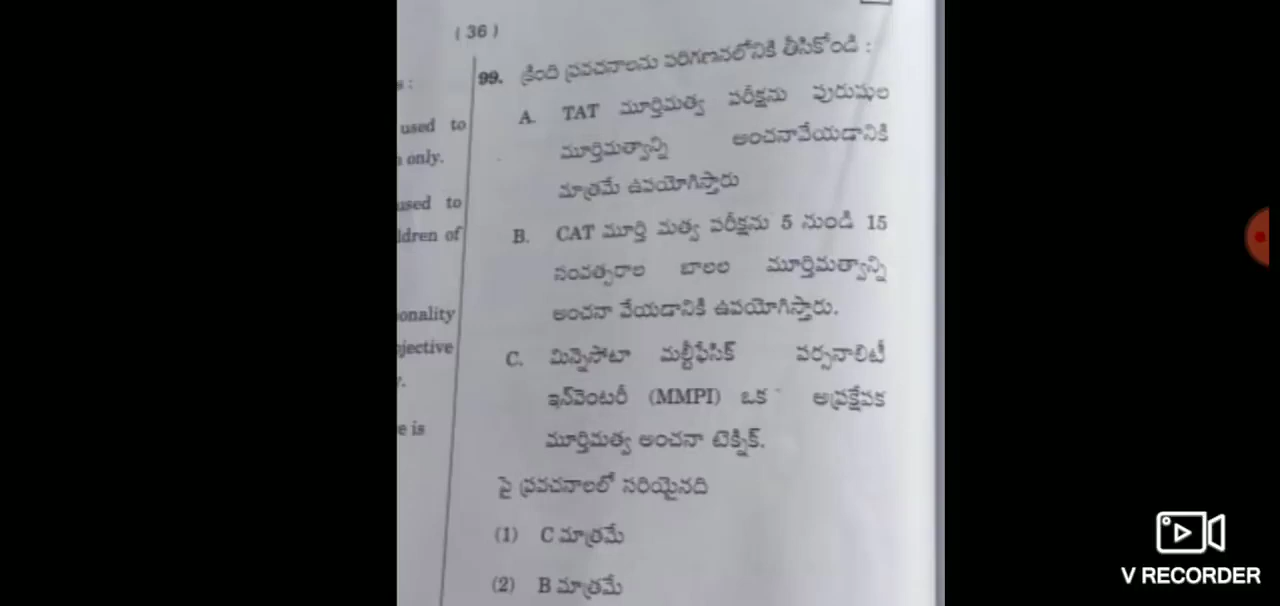 ( 36 )
s :
used to
only.
used to
ldren of
onality
jective
e is
99. క్రింది ప్రవచనాలను పరిగణనలోనికి తీసికోండి :
A. TAT మూర్తిమత్వ పరీక్షను పురుషుల
మూర్తిమత్వాన్ని అంచనావేయడానికి
మాత్రమే ఉపయోగిస్తారు
B. CAT మూర్తి మత్వ పరీక్షను 5 నుండి 15
సంవత్సరాల బాలల మూర్తిమత్వాన్ని
అంచనా వేయడానికి ఉపయోగిస్తారు.
C. మిన్నెసోటా మల్టీఫేసిక్ పర్సనాలిటీ
ఇన్‌వెంటరీ (MMPI) ఒక అప్రక్షేపక
మూర్తిమత్వ అంచనా టెక్నిక్.
పై ప్రవచనాలలో సరియైనది
(1) C మాత్రమే
(2) B మాత్రమే
V RECORDER